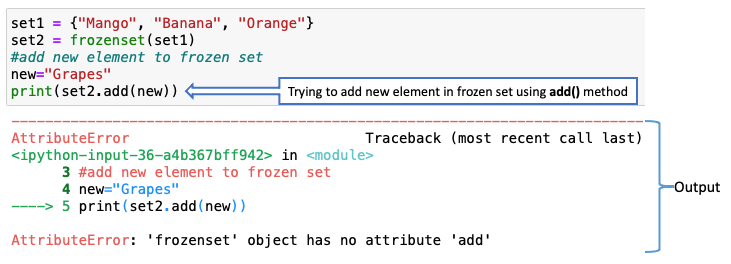 set1 = {"Mango", "Banana", "Orange"}
set2 = frozenset(set1)
#add new element to frozen set
new="Grapes"
print(set2.add(new))
Trying to add new element in frozen set using add() method
---------------------------------------------------------------------------
AttributeError                            Traceback (most recent call last)
<ipython-input-36-a4b367bff942> in <module>
      3 #add new element to frozen set
      4 new="Grapes"
----> 5 print(set2.add(new))
AttributeError: 'frozenset' object has no attribute 'add'
Output